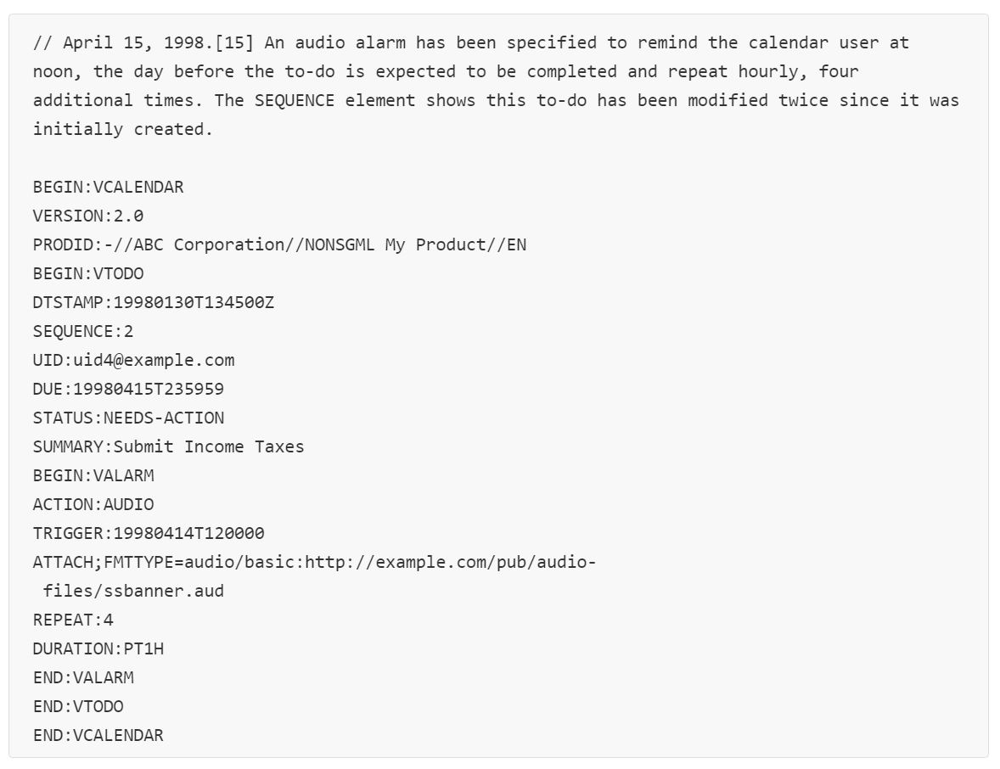 // April 15, 1998.[15] An audio alarm has been specified to remind the calendar user at
noon, the day before the to-do is expected to be completed and repeat hourly, four
additional times. The SEQUENCE element shows this to-do has been modified twice since it was
initially created.

BEGIN:VCALENDAR
VERSION:2.0
PRODID:-//ABC Corporation//NONSGML My Product//EN
BEGIN:VTODO
DTSTAMP:19980130T134500Z
SEQUENCE:2
UID:uid4@example.com
DUE:19980415T235959
STATUS:NEEDS-ACTION
SUMMARY:Submit Income Taxes
BEGIN:VALARM
ACTION:AUDIO
TRIGGER:19980414T120000
ATTACH;FMTTYPE=audio/basic:http://example.com/pub/audio-
 files/ssbanner.aud
REPEAT:4
DURATION:PT1H
END:VALARM
END:VTODO
END:VCALENDAR